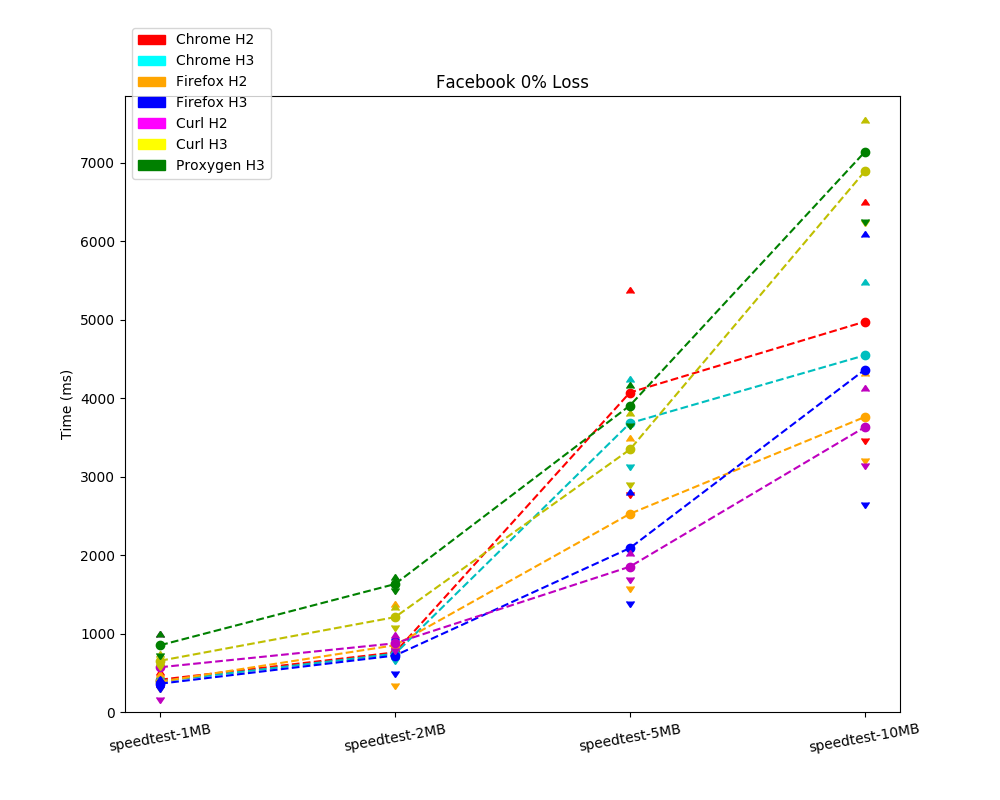 Chrome H2
Chrome H3
Firefox H2
Firefox H3
Curl H2
Curl H3
Proxygen H3
Facebook 0% Loss
Time (ms)
7000
6000
5000
4000
3000
2000
1000
0
speedtest-1MB
speedtest-2MB
speedtest-5MB
speedtest-10MB